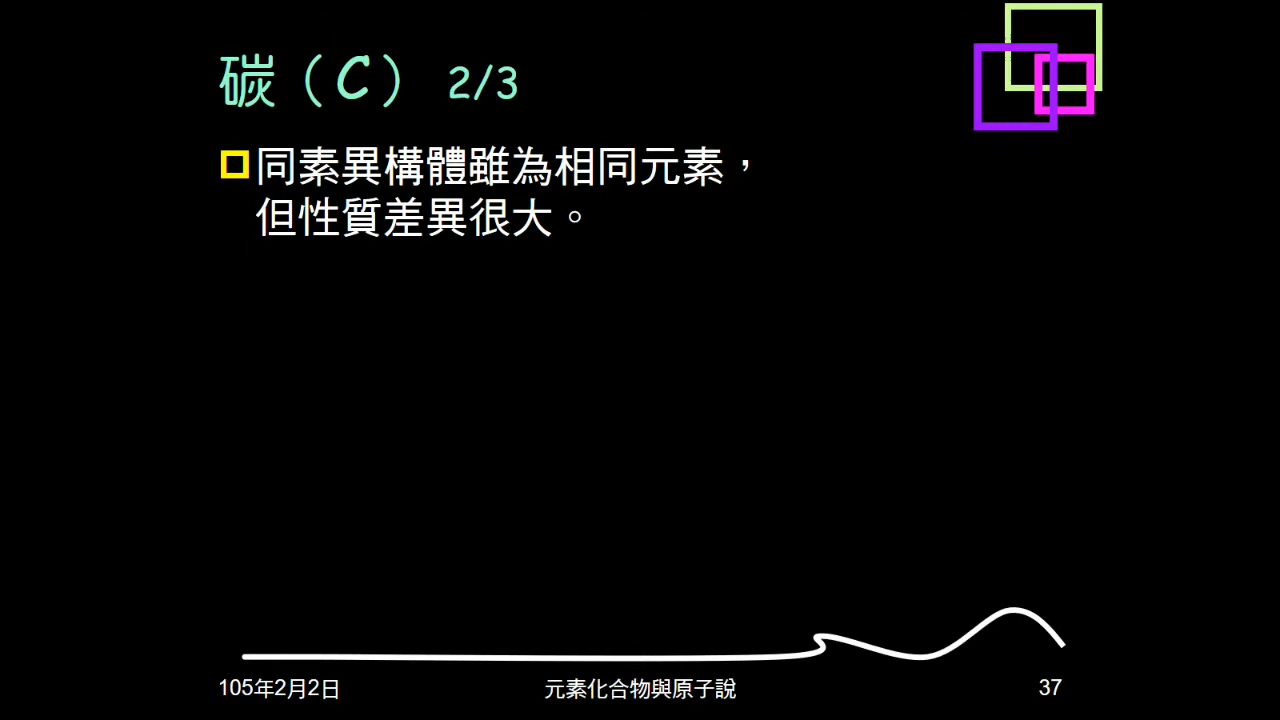 碳（C） 2/3
同素異構體雖為相同元素，
但性質差異很大。
105年2月2日
元素化合物與原子說
37